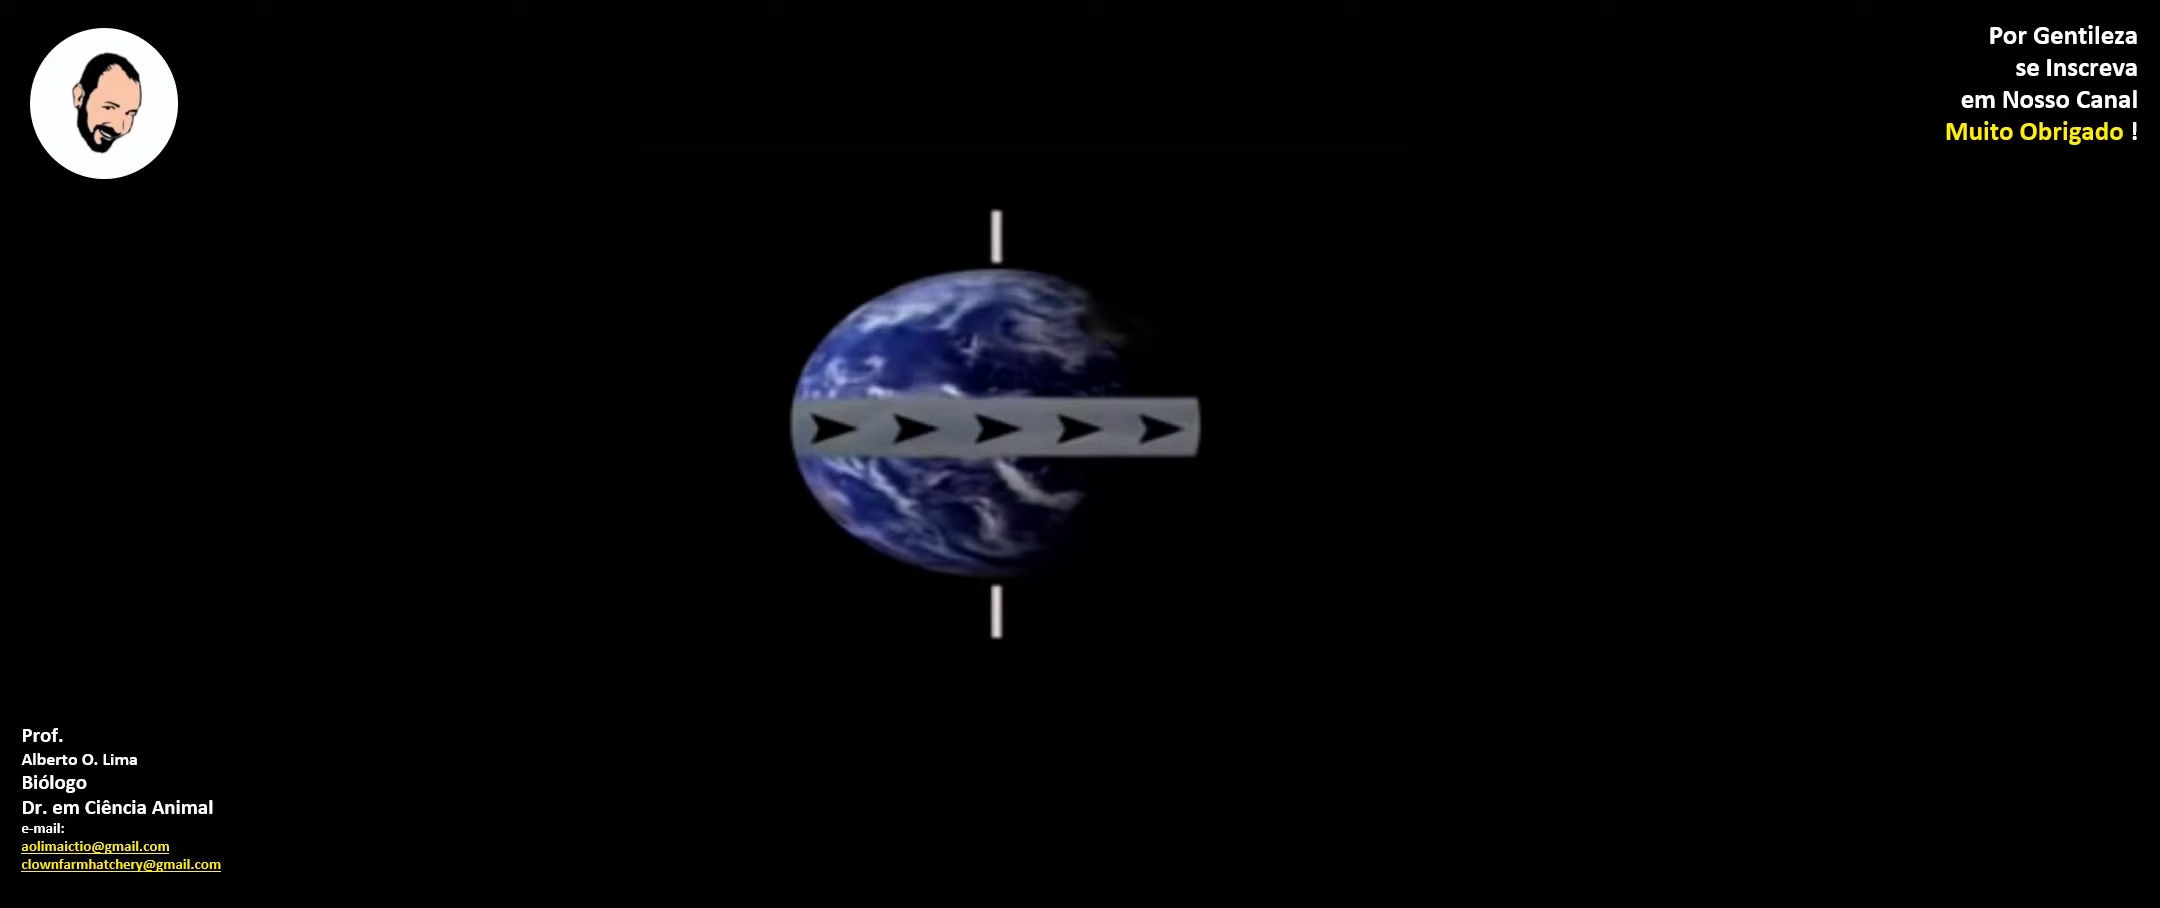 Por Gentileza
se Inscreva
em Nosso Canal
Muito Obrigado !
Prof.
Alberto O. Lima
Biólogo
Dr. em Ciência Animal
e-mail:
aolimaictio@gmail.com
clownfarmhatchery@gmail.com